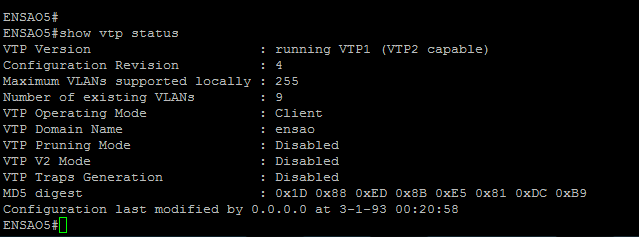 ENSAO5#
ENSAO5#show vtp status
VTP Version                     : running VTP1 (VTP2 capable)
Configuration Revision          : 4
Maximum VLANs supported locally : 255
Number of existing VLANs        : 9
VTP Operating Mode              : Client
VTP Domain Name                 : ensao
VTP Pruning Mode                : Disabled
VTP V2 Mode                     : Disabled
VTP Traps Generation            : Disabled
MD5 digest                      : 0x1D 0x88 0xED 0x8B 0xE5 0x81 0xDC 0xB9
Configuration last modified by 0.0.0.0 at 3-1-93 00:20:58
ENSAO5#